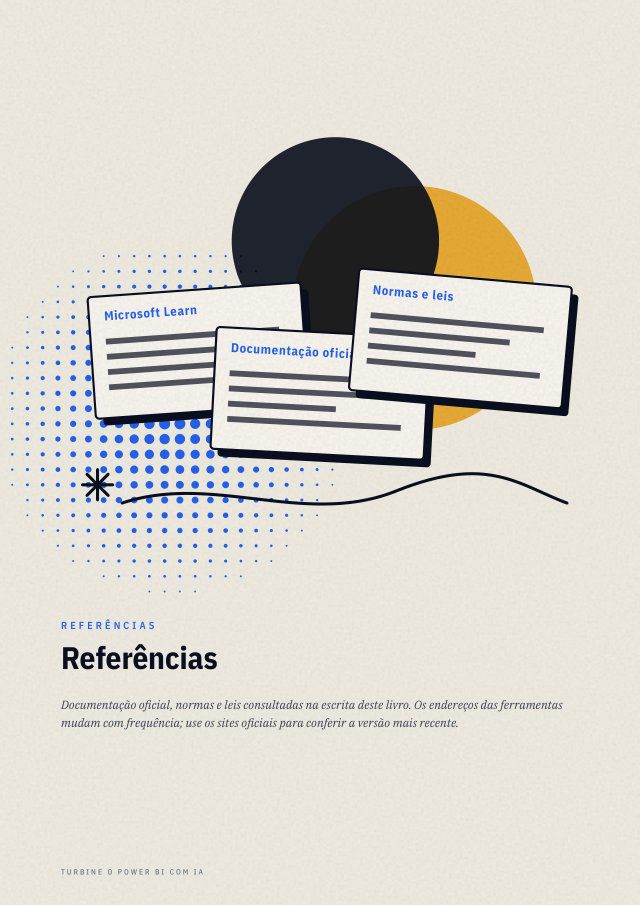 Microsoft Learn
Documentação
Normas e leis
REFERÊNCIAS
Referências
Documentação oficial, normas e leis consultadas na escrita deste livro. Os endereços das ferramentas
mudam com frequência; use os sites oficiais para conferir a versão mais recente.
TURBINE O POWER BI COM IA